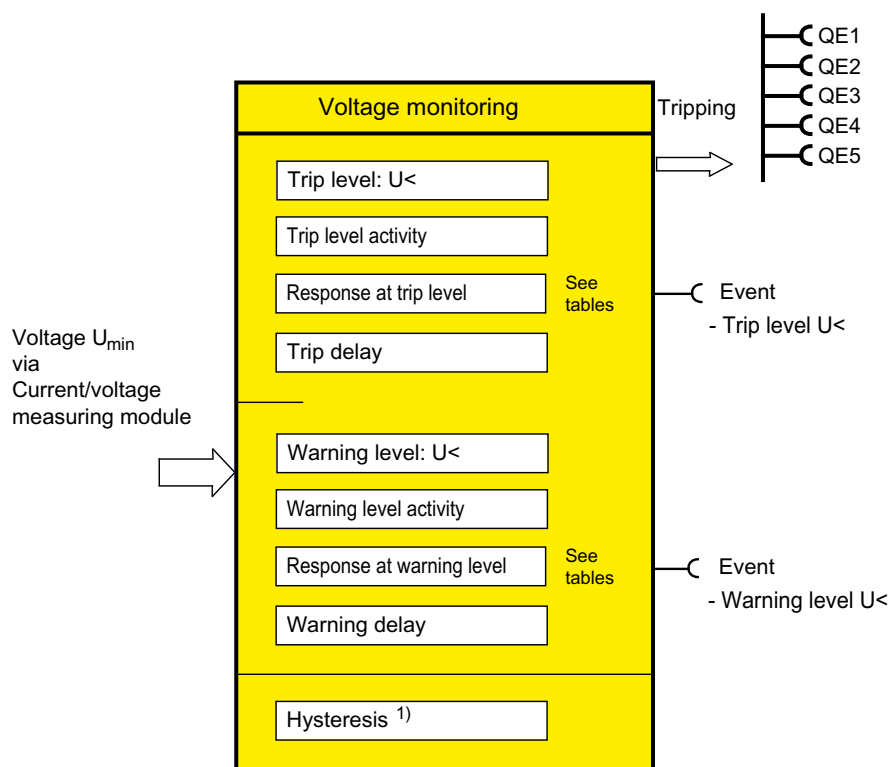 QE1
QE2
QE3
QE4
QE5
Voltage monitoring
Tripping
Trip level: U<
Trip level activity
Response at trip level
See
tables
Event
- Trip level U<
Trip delay
Voltage Umin
via
Current/voltage
measuring module
Warning level: U<
Warning level activity
Response at warning level
See
tables
Event
- Warning level U<
Warning delay
Hysteresis 1)